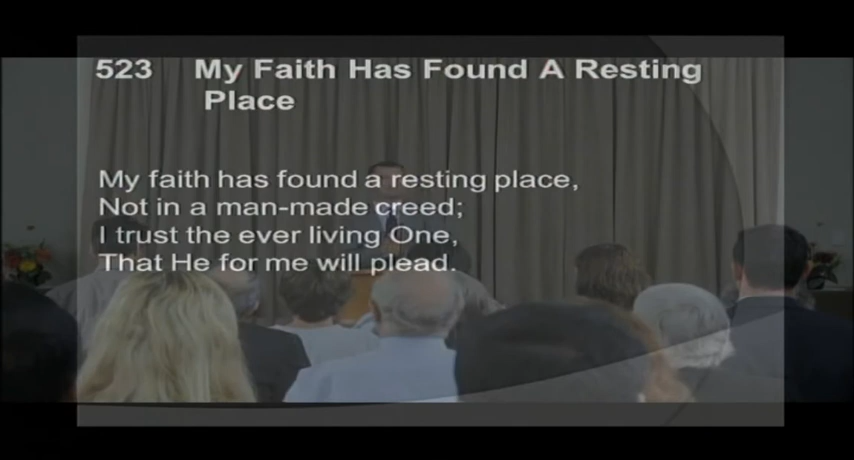 523 My Faith Has Found A Resting
Place
My faith has found a resting place,
Not in a man-made creed;
I trust the ever living One,
That He for me will plead.